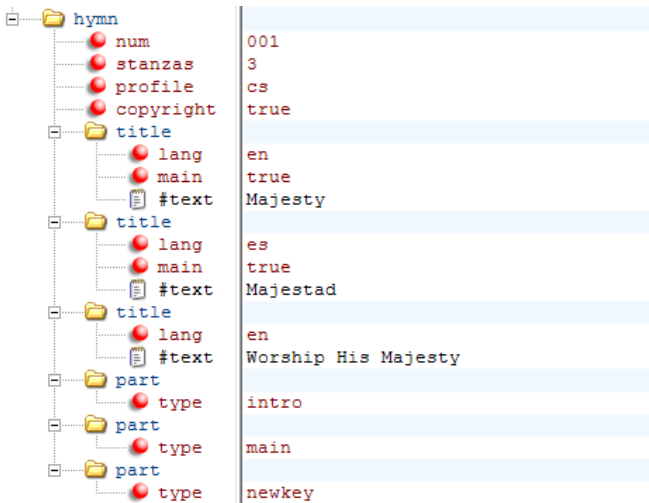 hymn
num 001
stanzas 3
profile cs
copyright true
title
lang en
main true
#text Majesty
title
lang es
main true
#text Majestad
title
lang en
#text Worship His Majesty
part
type intro
part
type main
part
type newkey